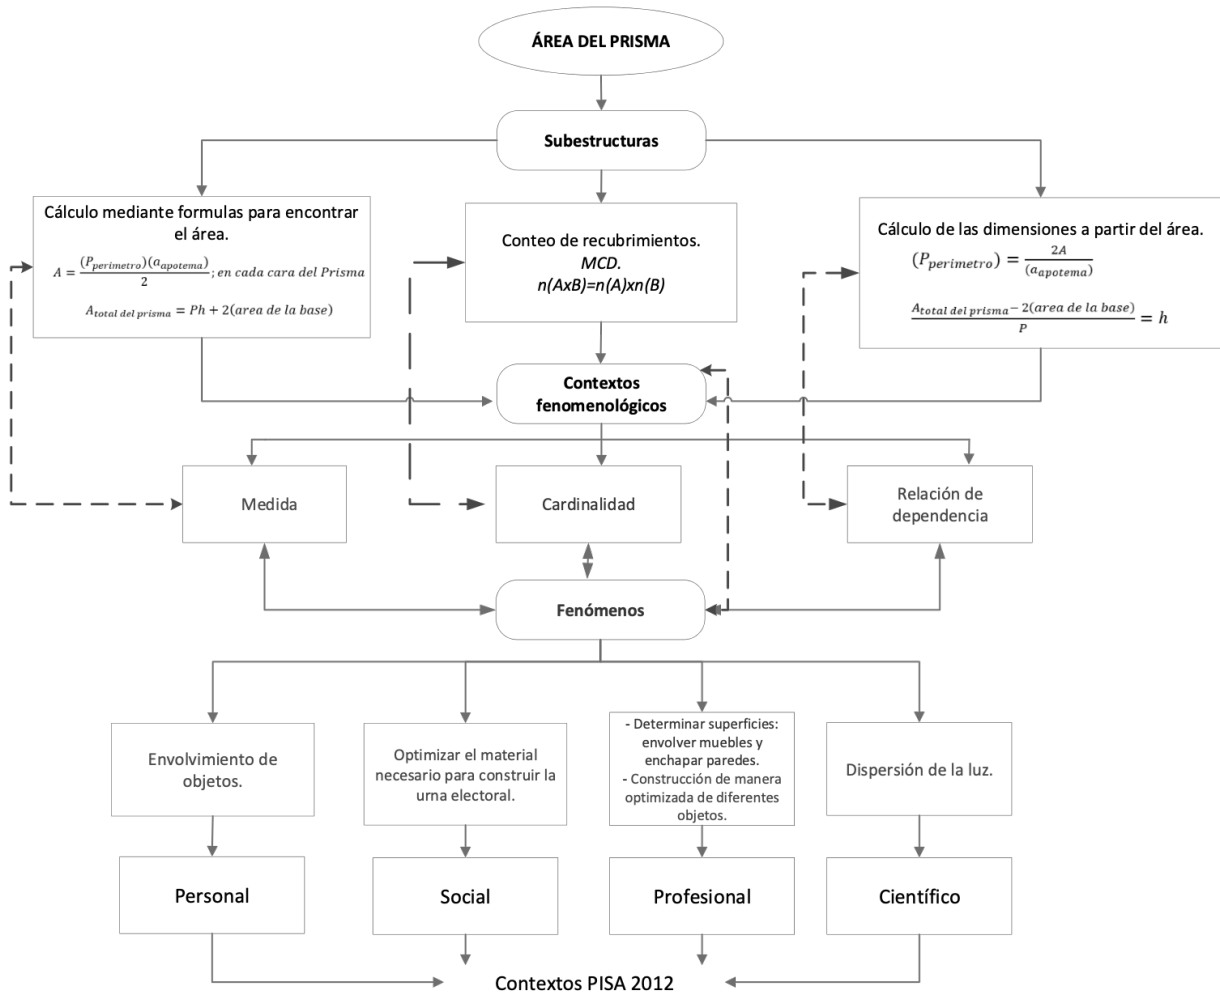 ÁREA DEL PRISMA
Subestructuras
Cálculo mediante formulas para encontrar
el área.
A = (P_perimetro)(a_apotema)/2; en cada cara del Prisma
A_total del prisma = Ph + 2(area de la base)
Conteo de recubrimientos.
MCD.
n(AxB)=n(A)xn(B)
Cálculo de las dimensiones a partir del área.
(P_perimetro) = 2A/(a_apotema)
A_total del prisma − 2(area de la base)/P = h
Contextos
fenomenológicos
Medida
Cardinalidad
Relación de
dependencia
Fenómenos
Envolvimiento de
objetos.
Optimizar el material
necesario para construir la
urna electoral.
- Determinar superficies:
envolver muebles y
enchapar paredes.
- Construcción de manera
optimizada de diferentes
objetos.
Dispersión de la luz.
Personal
Social
Profesional
Científico
Contextos PISA 2012